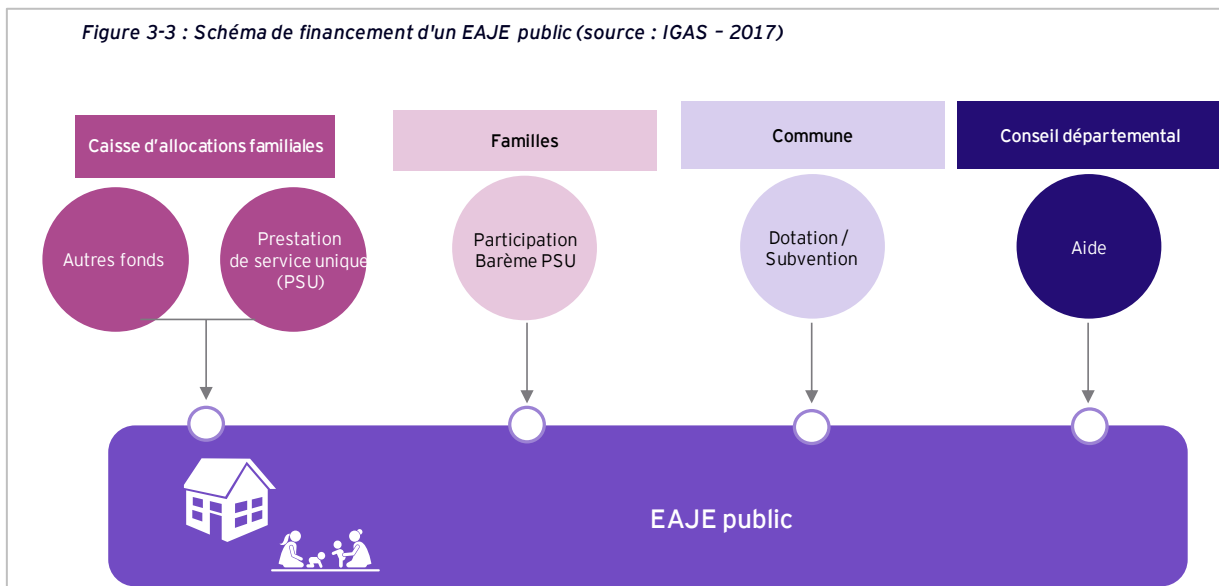 Figure 3-3 : Schéma de financement d'un EAJE public (source : IGAS – 2017)
Caisse d'allocations familiales
Familles
Commune
Conseil départemental
Autres fonds
Prestation
de service unique
(PSU)
Participation
Barème PSU
Dotation /
Subvention
Aide
EAJE public